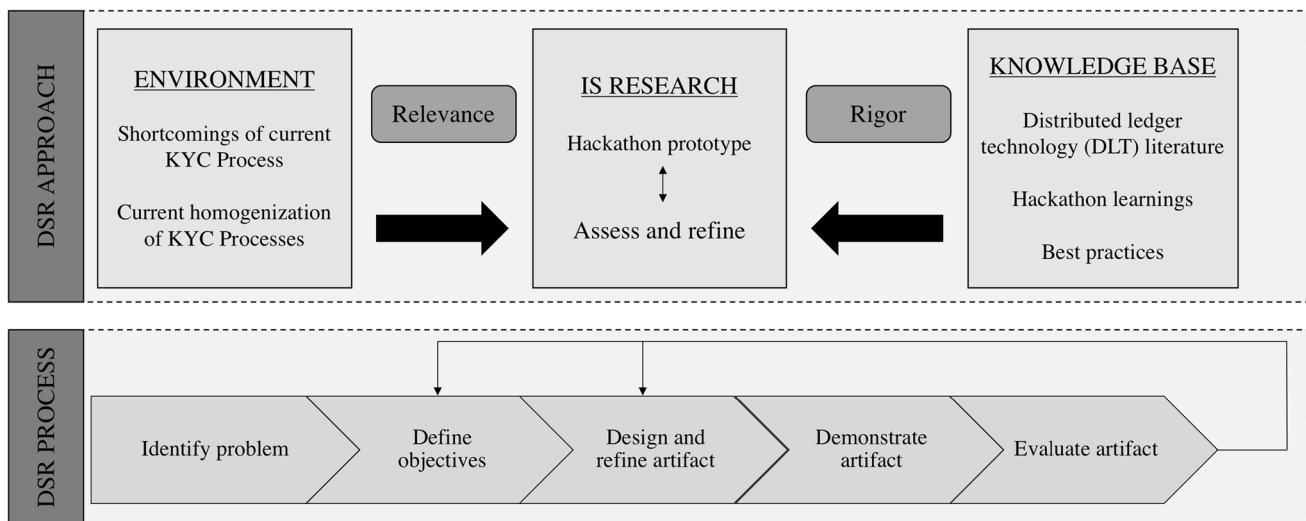 DSR APPROACH
ENVIRONMENT
Shortcomings of current
KYC Process
Current homogenization
of KYC Processes
Relevance
IS RESEARCH
Hackathon prototype
Assess and refine
Rigor
KNOWLEDGE BASE
Distributed ledger
technology (DLT) literature
Hackathon learnings
Best practices
DSR PROCESS
Identify problem
Define
objectives
Design and
refine artifact
Demonstrate
artifact
Evaluate artifact